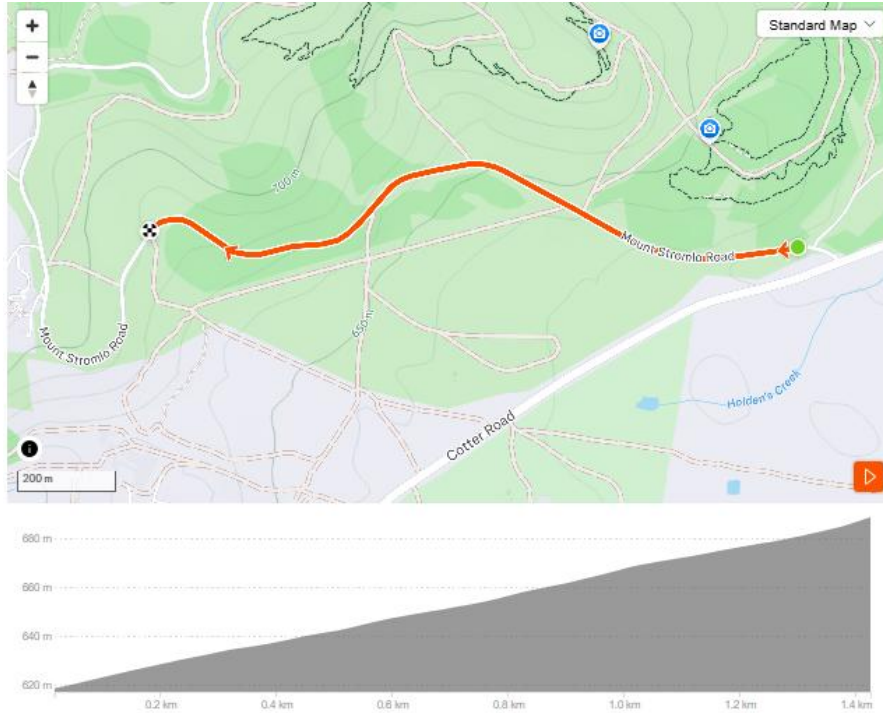 +
Standard Map
−
700 m
Mount Stromlo Road
Mount Stromlo Road
650 m
Holden's Creek
Cotter Road
i
200 m
680 m
660 m
640 m
620 m
0.2 km
0.4 km
0.6 km
0.8 km
1.0 km
1.2 km
1.4 km